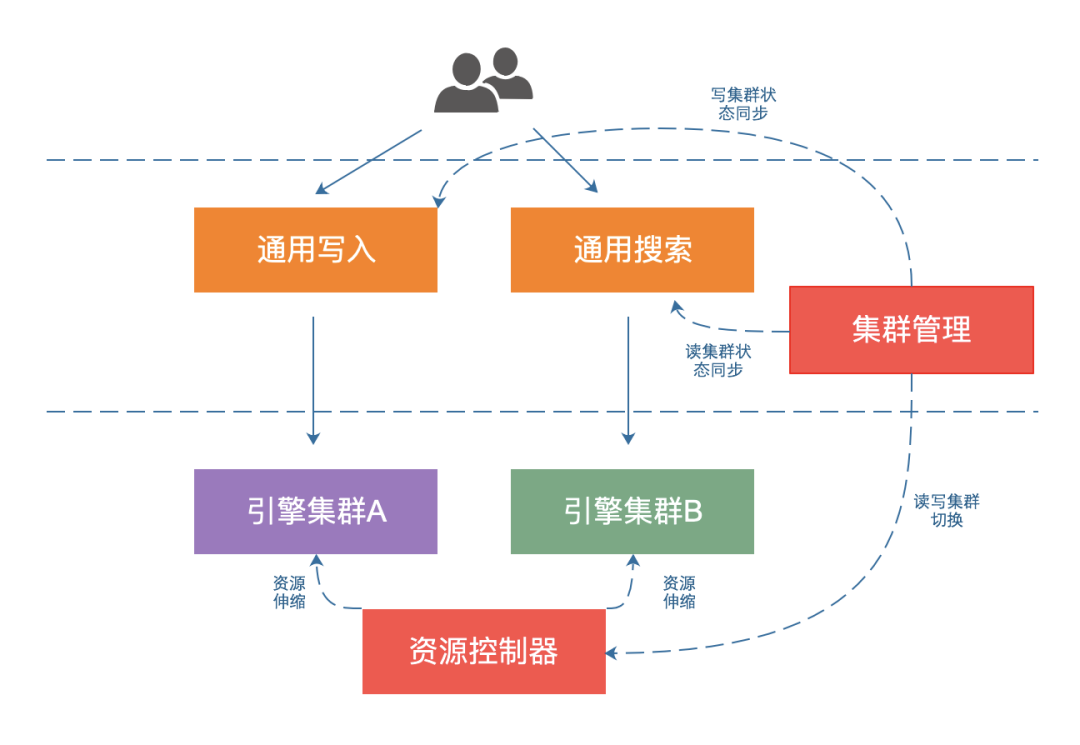 写集群状
态同步
通用写入
通用搜索
集群管理
读集群状
态同步
引擎集群A
引擎集群B
读写集群
切换
资源
伸缩
资源
伸缩
资源控制器